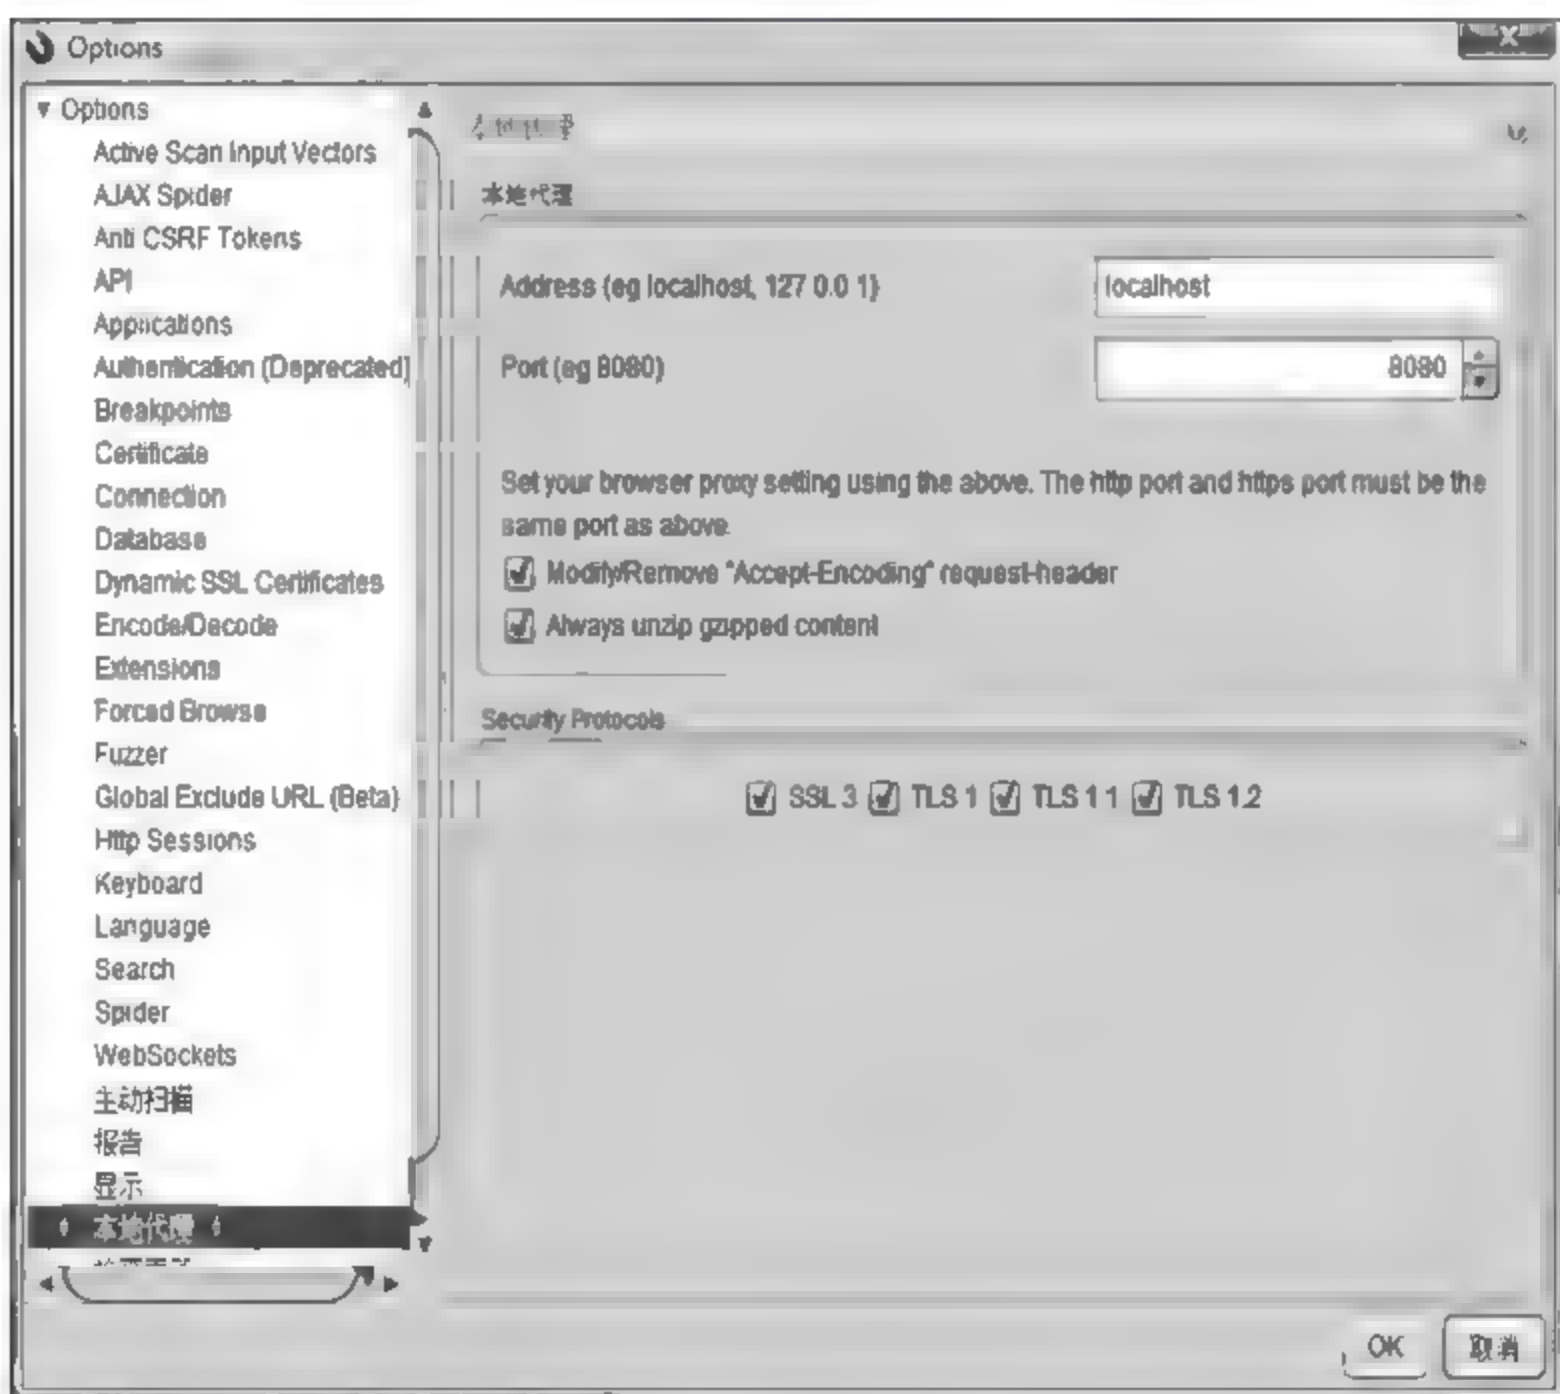 Options
Options
Active Scan Input Vectors
AJAX Spider
Anti CSRF Tokens
API
Applications
Authentication (Deprecated)
Breakpoints
Certificate
Connection
Database
Dynamic SSL Certificates
Encode/Decode
Extensions
Forced Browse
Fuzzer
Global Exclude URL (Beta)
Http Sessions
Keyboard
Language
Search
Spider
WebSockets
主动扫描
报告
显示
本地代理
本地代理
Address (eg localhost, 127.0.0.1)
localhost
Port (eg 8080)
8080
Set your browser proxy setting using the above. The http port and https port must be the
same port as above.
Modify/Remove "Accept-Encoding" request-header
Always unzip gzipped content
Security Protocols
SSL 3 TLS 1 TLS 1.1 TLS 1.2
OK 取消